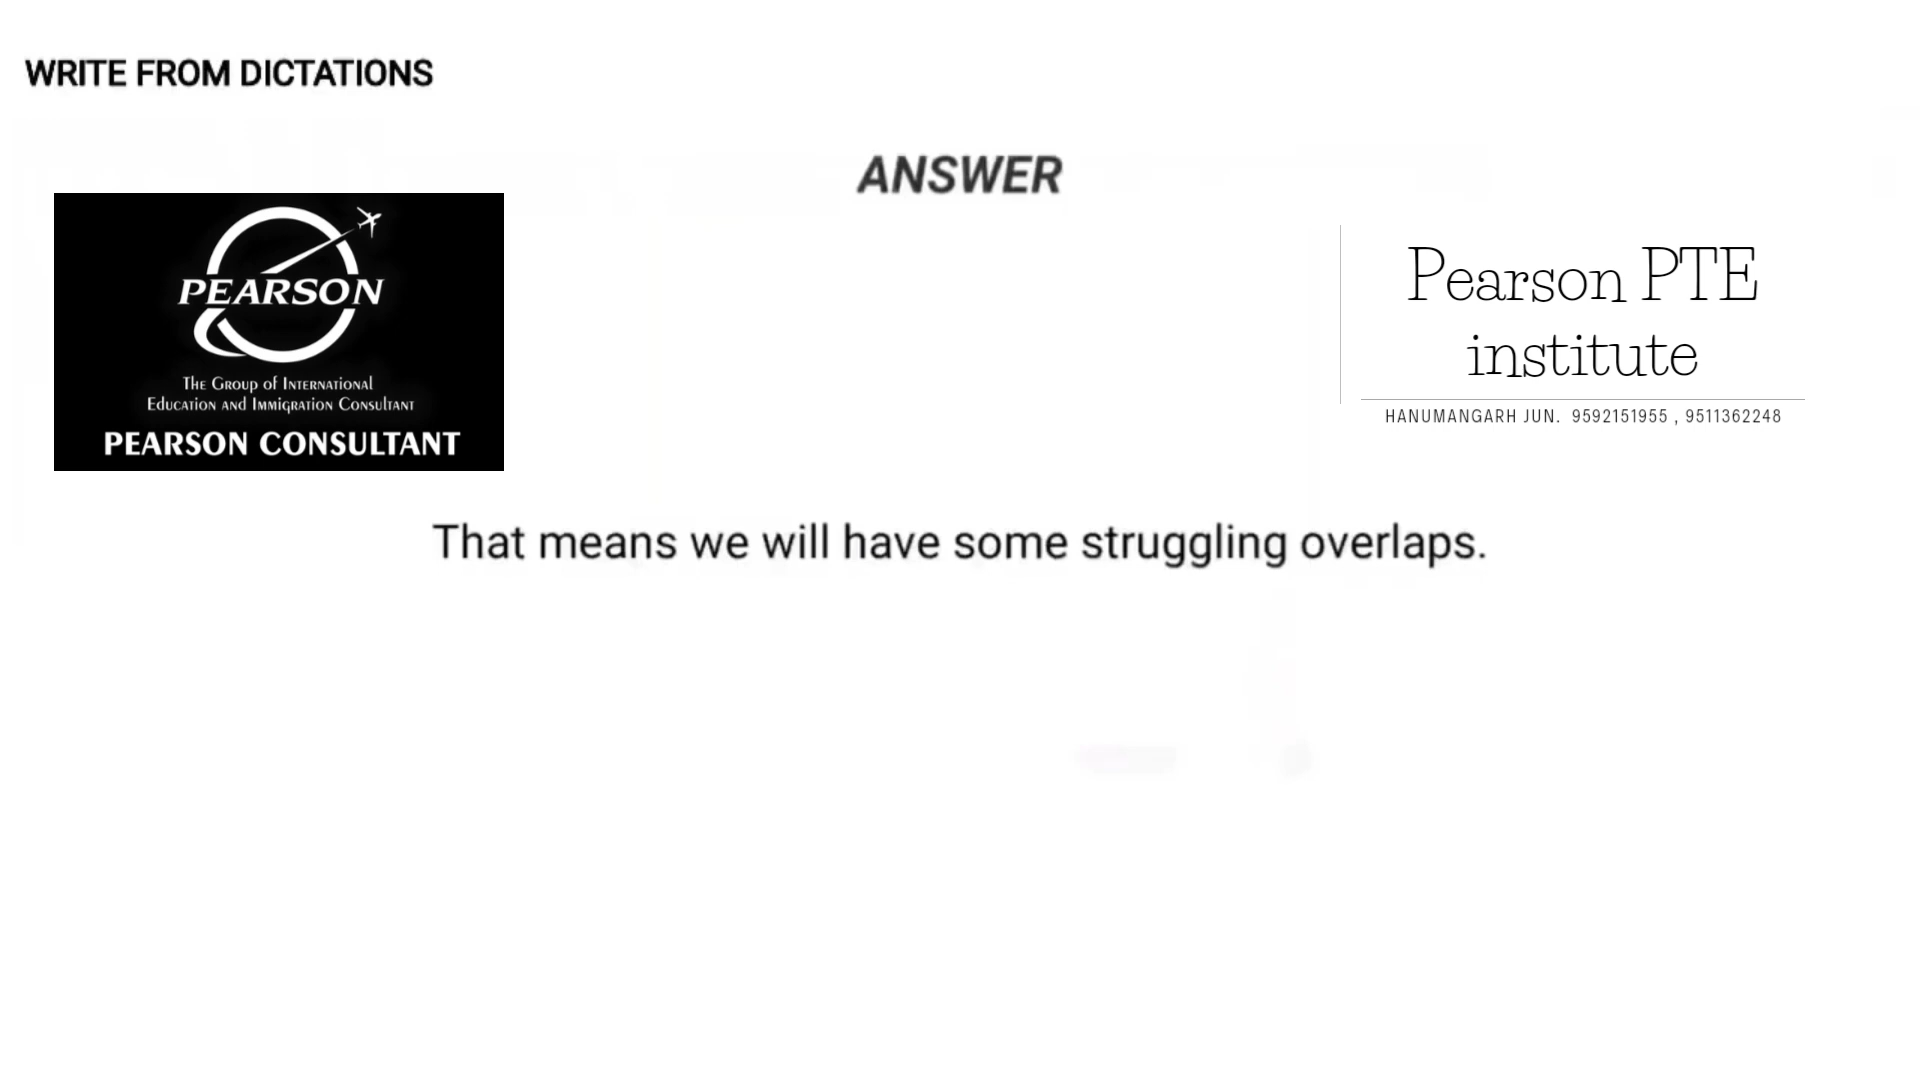 WRITE FROM DICTATIONS
ANSWER
PEARSON
The Group of International
Education and Immigration Consultant
PEARSON CONSULTANT
Pearson PTE
institute
HANUMANGARH JUN. 9592151955 , 9511362248
That means we will have some struggling overlaps.